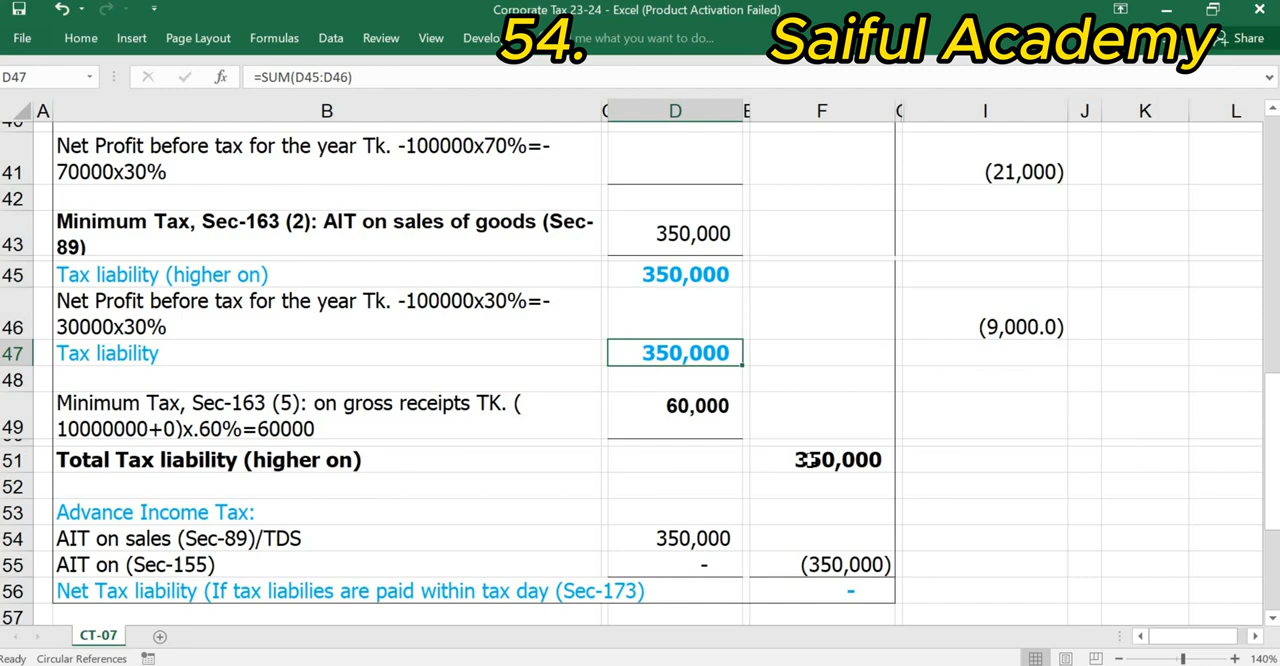 Corporate Tax 23-24 - Excel (Product Activation Failed)
54.
Saiful Academy
File Home Insert Page Layout Formulas Data Review View Develo me what you want to do... Share
D47 fx =SUM(D45:D46)
A B C D E F G I J K L
Net Profit before tax for the year Tk. -100000x70%=-
41 70000x30% (21,000)
42
Minimum Tax, Sec-163 (2): AIT on sales of goods (Sec-
43 89) 350,000
45 Tax liability (higher on) 350,000
Net Profit before tax for the year Tk. -100000x30%=-
46 30000x30% (9,000.0)
47 Tax liability 350,000
48
Minimum Tax, Sec-163 (5): on gross receipts TK. ( 60,000
49 10000000+0)x.60%=60000
51 Total Tax liability (higher on) 350,000
52
53 Advance Income Tax:
54 AIT on sales (Sec-89)/TDS 350,000
55 AIT on (Sec-155) - (350,000)
56 Net Tax liability (If tax liabilies are paid within tax day (Sec-173) -
57
CT-07
Ready Circular References 140%